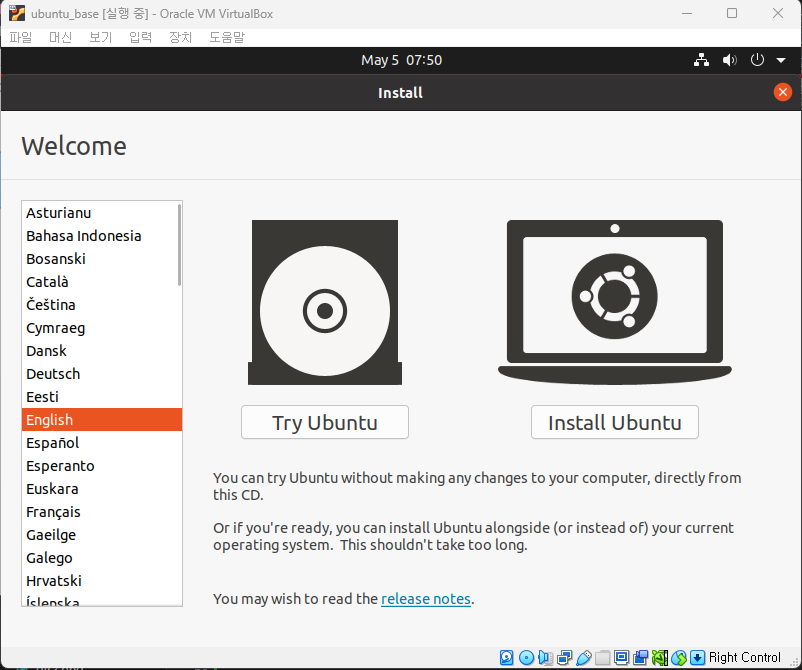 ubuntu_base [실행 중] - Oracle VM VirtualBox
파일 머신 보기 입력 장치 도움말
May 5 07:50
Install
Welcome
Asturianu
Bahasa Indonesia
Bosanski
Català
Čeština
Cymraeg
Dansk
Deutsch
Eesti
English
Español
Esperanto
Euskara
Français
Gaeilge
Galego
Hrvatski
Íslenska
Try Ubuntu
Install Ubuntu
You can try Ubuntu without making any changes to your computer, directly from
this CD.
Or if you're ready, you can install Ubuntu alongside (or instead of) your current
operating system. This shouldn't take too long.
You may wish to read the release notes.
Right Control